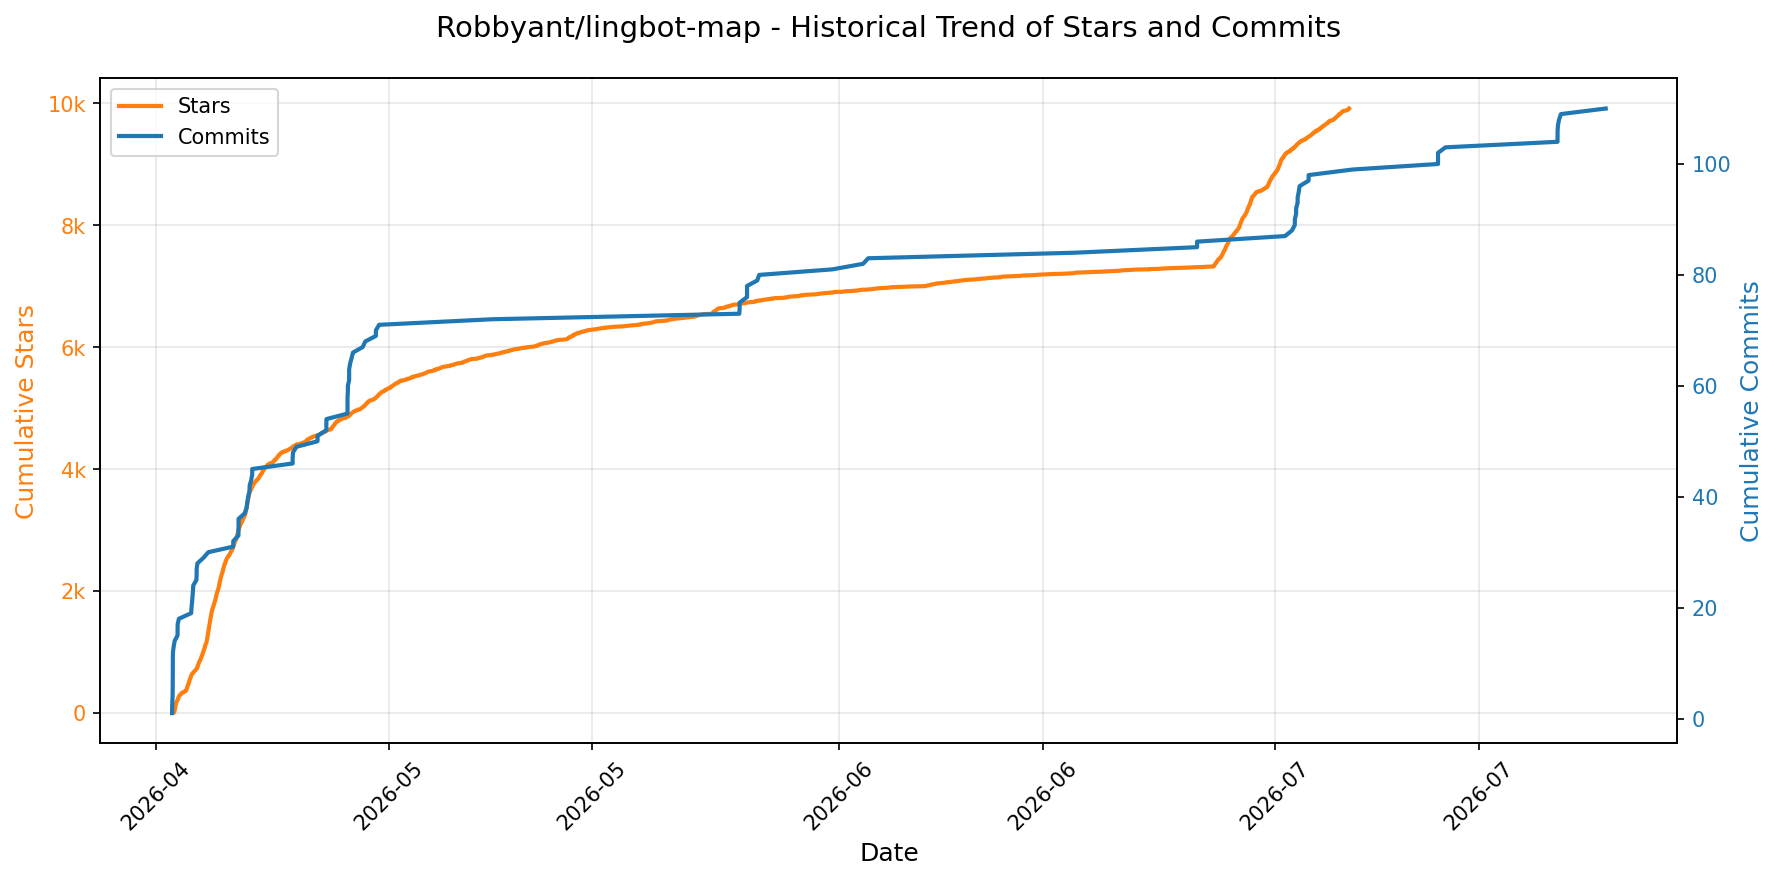 Robbyant/lingbot-map - Historical Trend of Stars and Commits
Stars
Commits
10k
8k
6k
4k
2k
0
Cumulative Stars
100
80
60
40
20
0
Cumulative Commits
2026-04
2026-05
2026-05
2026-06
2026-06
2026-07
2026-07
Date